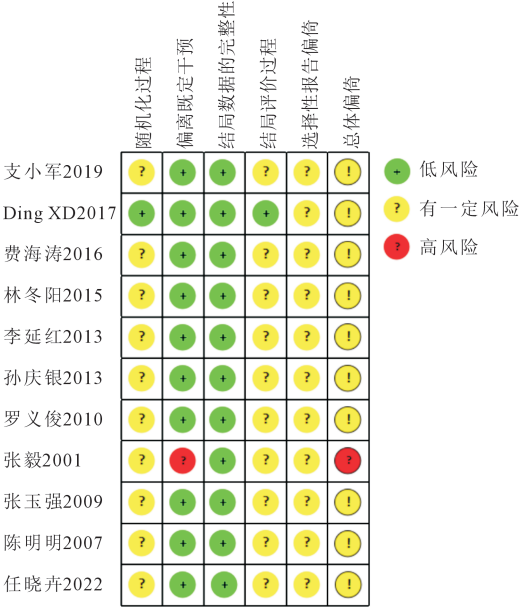 随机化过程
偏离既定干预
结局数据的完整性
结局评价过程
选择性报告偏倚
总体偏倚
支小军2019 ? + + ? ? !
Ding XD2017 + + + + ? !
费海涛2016 ? + + ? ? !
林冬阳2015 ? + + ? ? !
李延红2013 ? + + ? ? !
孙庆银2013 ? + + ? ? !
罗义俊2010 ? + + ? ? !
张毅2001 ? ? + ? ? ?
张玉强2009 ? + + ? ? !
陈明明2007 ? + + ? ? !
任晓卉2022 ? + + ? ? !
+ 低风险
? 有一定风险
? 高风险